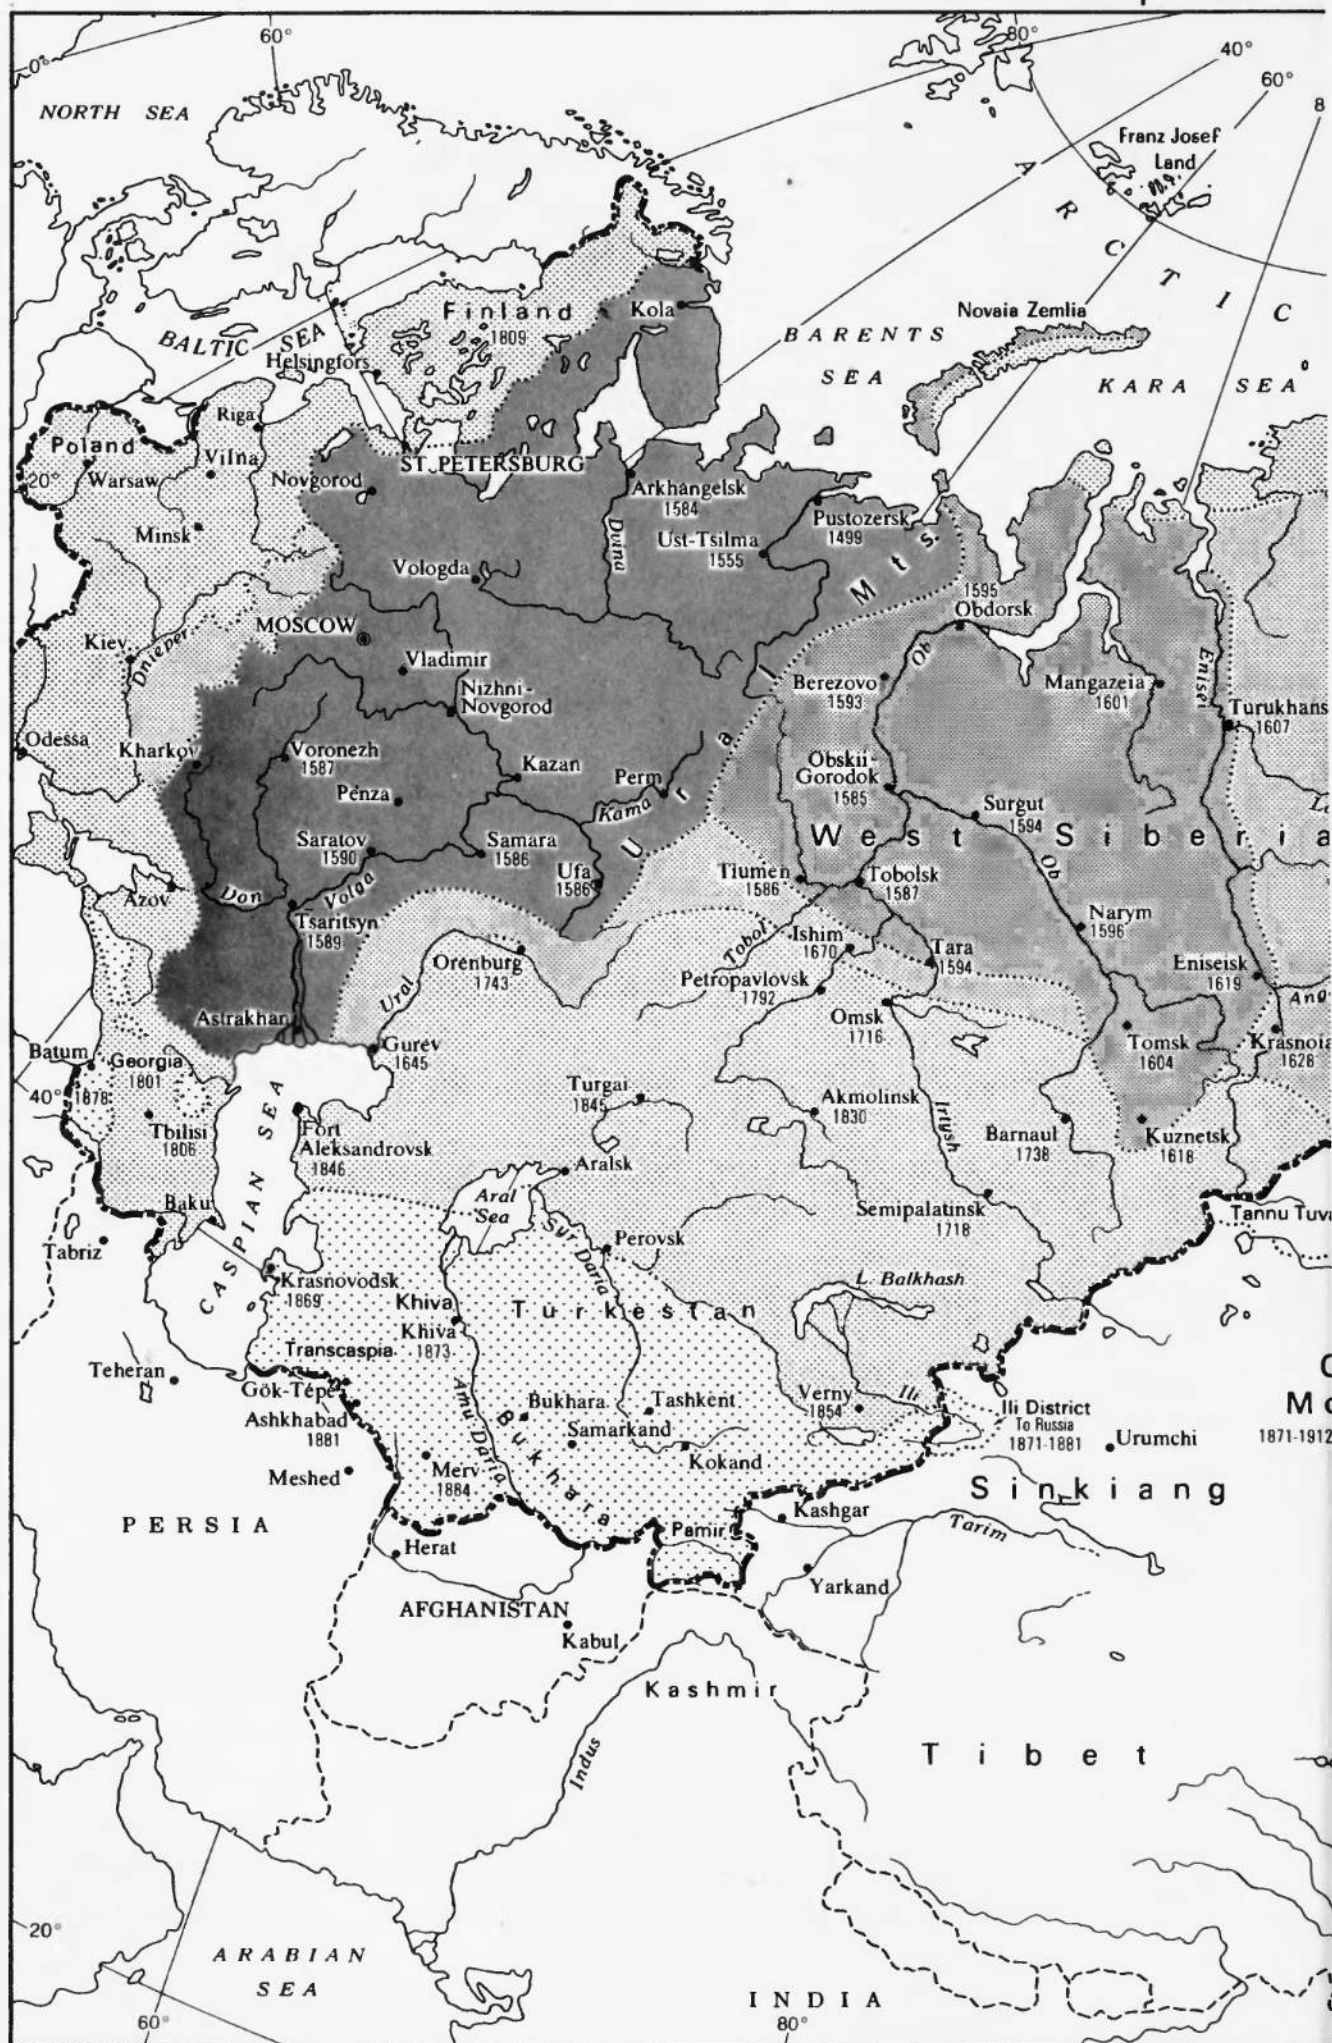 60°
80°
0°
40°
60°
8
NORTH SEA
Franz Josef
Land
ARCTIC
Novaia Zemlia
BARENTS
SEA
KARA SEA
Finland
1809
Kola
BALTIC SEA
Helsingfors
Riga
Poland
Warsaw
Vilna
20°
Novgorod
ST. PETERSBURG
Arkhangelsk
1584
Pustozersk
1499
Ust-Tsilma
1555
Dvina
Minsk
Vologda
Ural Mts.
1595
Obdorsk
MOSCOW
Kiev
Dnieper
Vladimir
Ob
Berezovo
1593
Mangazeia
1601
Enisei
Nizhni-
Novgorod
Turukhans
1607
Odessa
Kharkov
Voronezh
1587
Kazan
Perm
Kama
Obskii-
Gorodok
1585
Penza
Surgut
1594
West Siberia
Saratov
1590
Samara
1586
Ufa
1586
Tiumen
1586
Tobolsk
1587
Ob
Azov
Don
Volga
Tsaritsyn
1589
Narym
1596
Orenburg
1743
Tobol
Ishim
1670
Tara
1594
Eniseisk
1619
Ural
Petropavlovsk
1792
Ang
Astrakhan
Omsk
1716
Tomsk
1604
Krasnoia
1628
Batum
Georgia
1801
Gurev
1645
40°
1878
Turgai
1845
Akmolinsk
1830
Irtysh
Barnaul
1738
Kuznetsk
1618
Tbilisi
1806
Fort
Aleksandrovsk
1846
CASPIAN SEA
Aralsk
Baku
Aral
Sea
Semipalatinsk
1718
Tannu Tuva
Tabriz
Syr Daria
Perovsk
Krasnovodsk
1869
L. Balkhash
Khiva
Turkestan
Khiva
1873
Transcaspia
Teheran
Gök-Tépé
Ashkhabad
1881
Amu Daria
Bukhara
Bukhara
Tashkent
Samarkand
Verny
1854
Ili
Ili District
To Russia
1871-1881
Mo
1871-1912
Kokand
Urumchi
Meshed
Merv
1884
Sinkiang
PERSIA
Kashgar
Pamir
Tarim
Herat
Yarkand
AFGHANISTAN
Kabul
Kashmir
Indus
Tibet
20°
ARABIAN
SEA
INDIA
60°
80°